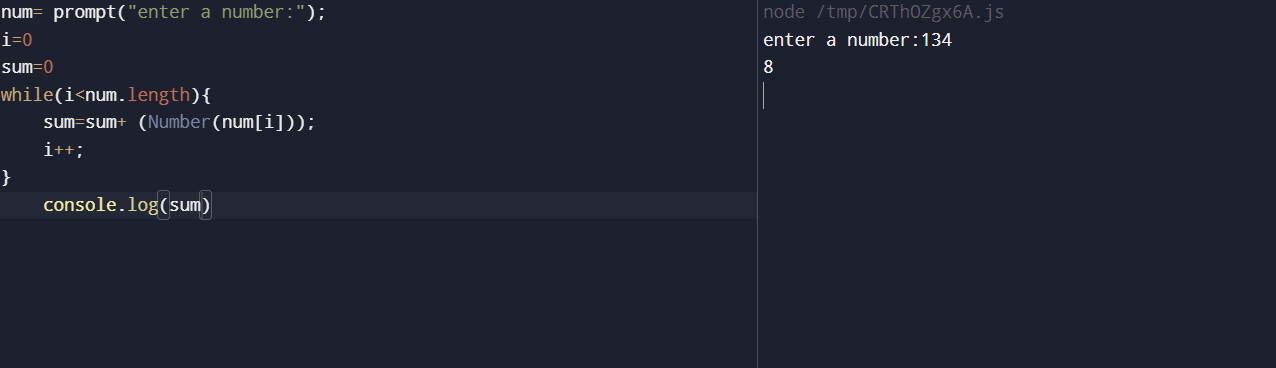 num= prompt("enter a number:");
i=0
sum=0
while(i<num.length){
    sum=sum+ (Number(num[i]));
    i++;
}
    console.log(sum)
node /tmp/CRThOZgx6A.js
enter a number:134
8